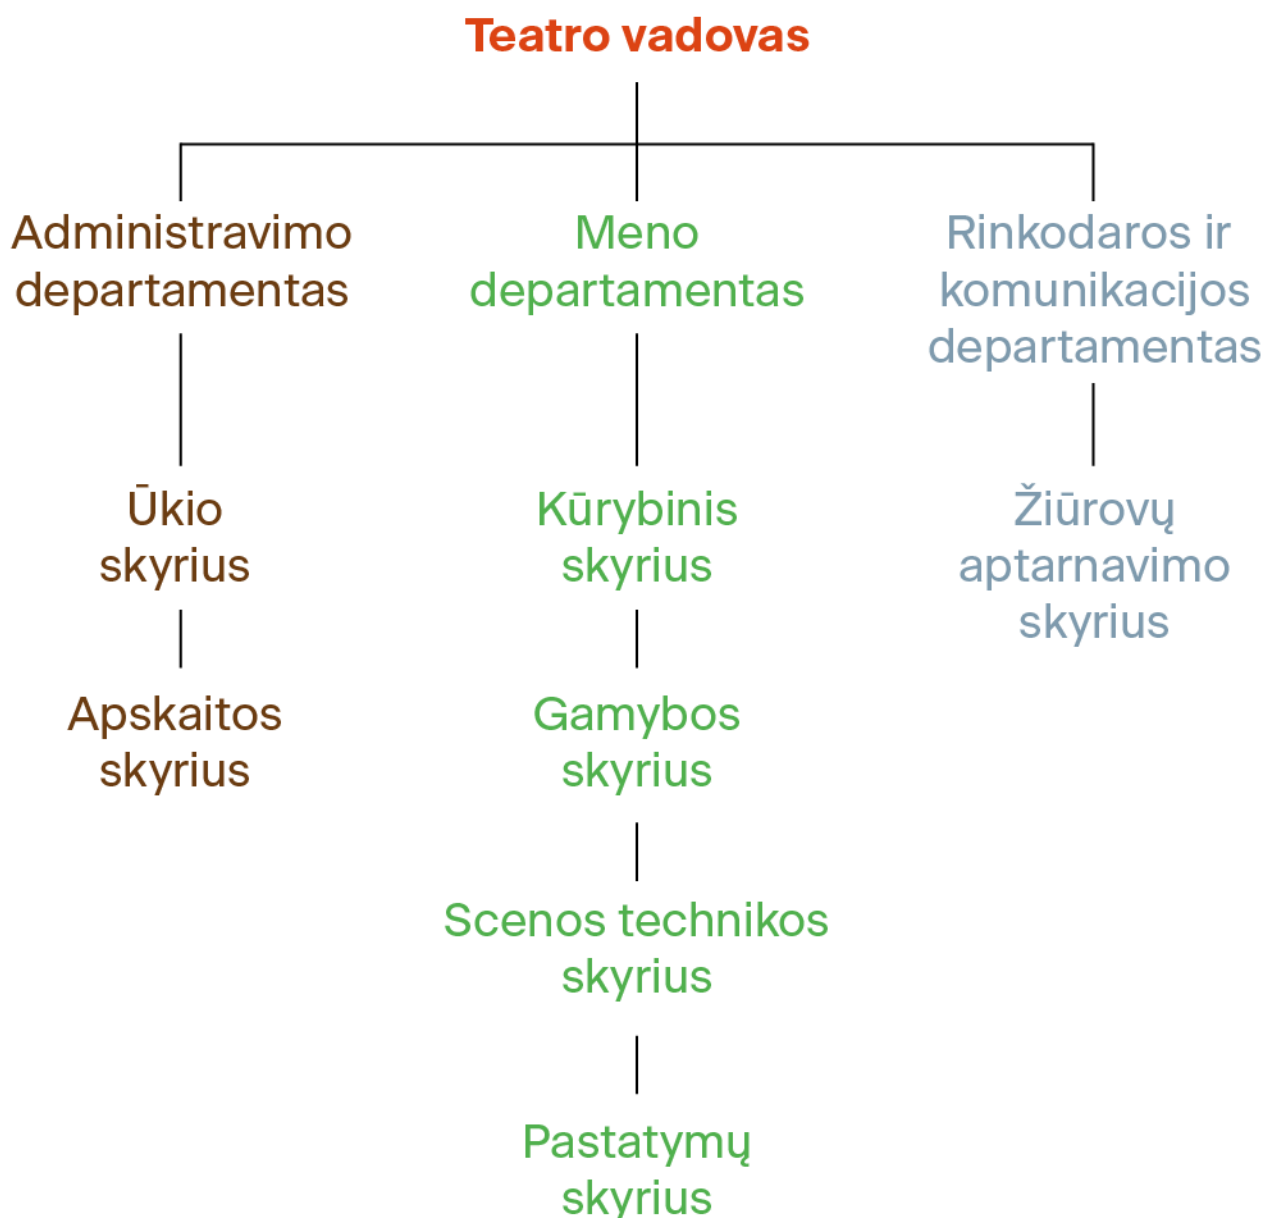 Teatro vadovas
Administravimo
departamentas
Meno
departamentas
Rinkodaros ir
komunikacijos
departamentas
Ūkio
skyrius
Kūrybinis
skyrius
Žiūrovų
aptarnavimo
skyrius
Apskaitos
skyrius
Gamybos
skyrius
Scenos technikos
skyrius
Pastatymų
skyrius